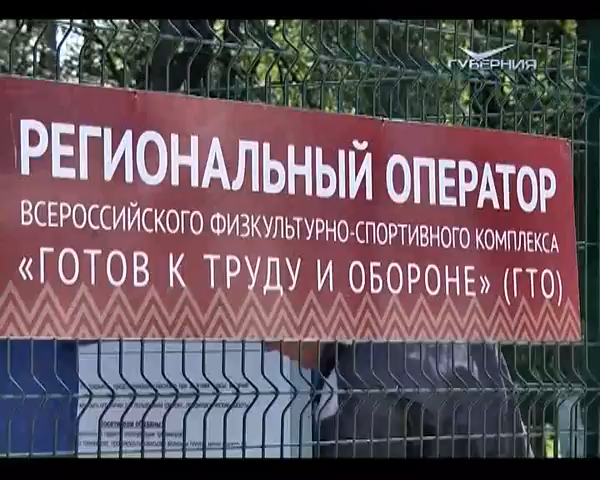 ГУБЕРНИЯ
РЕГИОНАЛЬНЫЙ ОПЕРАТОР
ВСЕРОССИЙСКОГО ФИЗКУЛЬТУРНО-СПОРТИВНОГО КОМПЛЕКСА
«ГОТОВ К ТРУДУ И ОБОРОНЕ» (ГТО)